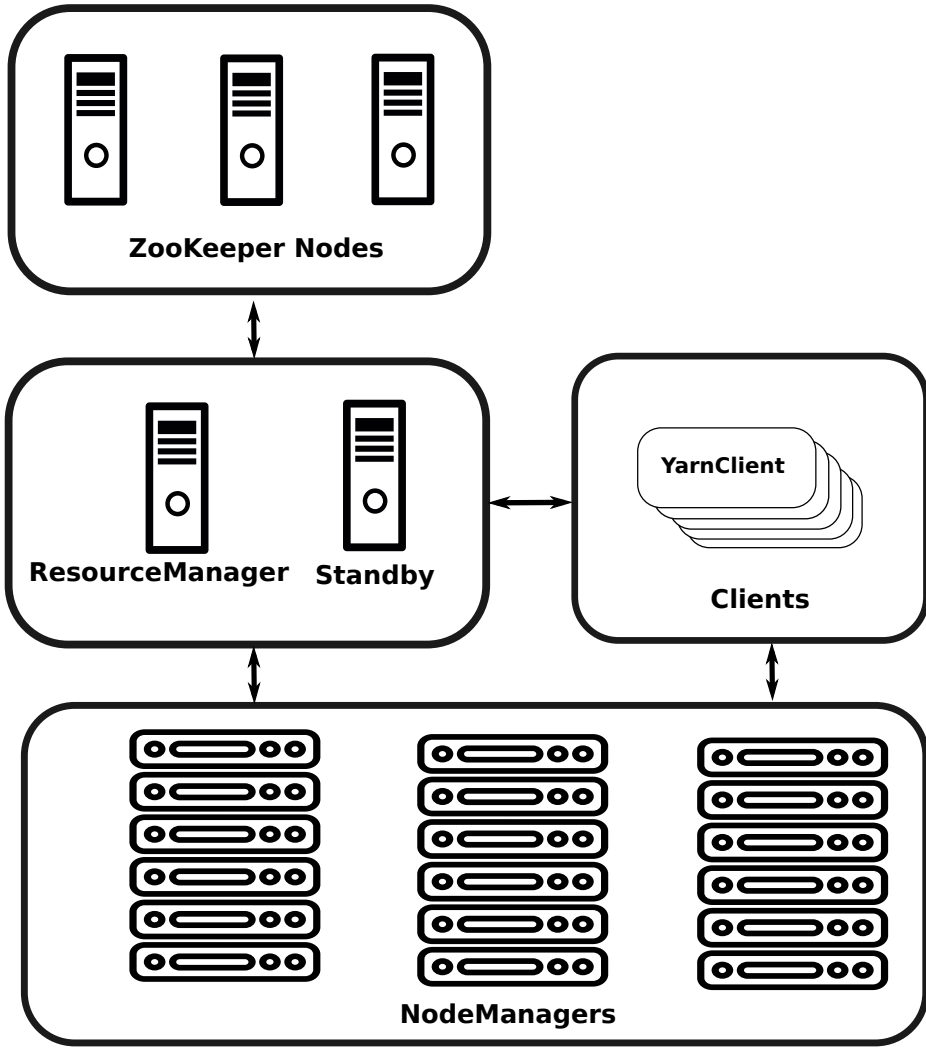 ZooKeeper Nodes
YarnClient
ResourceManager
Standby
Clients
NodeManagers